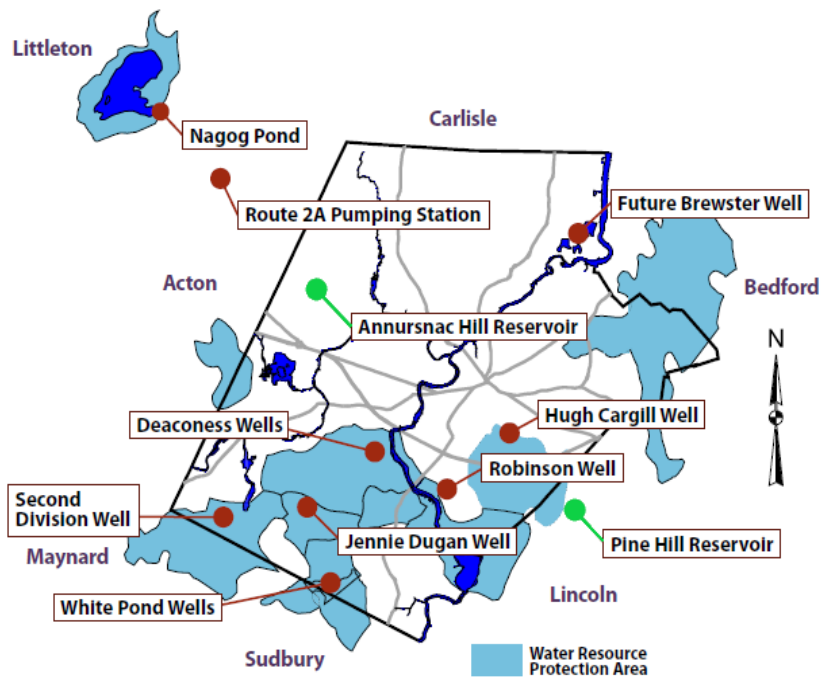 Littleton
Nagog Pond
Carlisle
Route 2A Pumping Station
Future Brewster Well
Acton
Bedford
Annursnac Hill Reservoir
N
Deaconess Wells
Hugh Cargill Well
Robinson Well
Second
Division Well
Jennie Dugan Well
Pine Hill Reservoir
Maynard
White Pond Wells
Lincoln
Sudbury
Water Resource
Protection Area